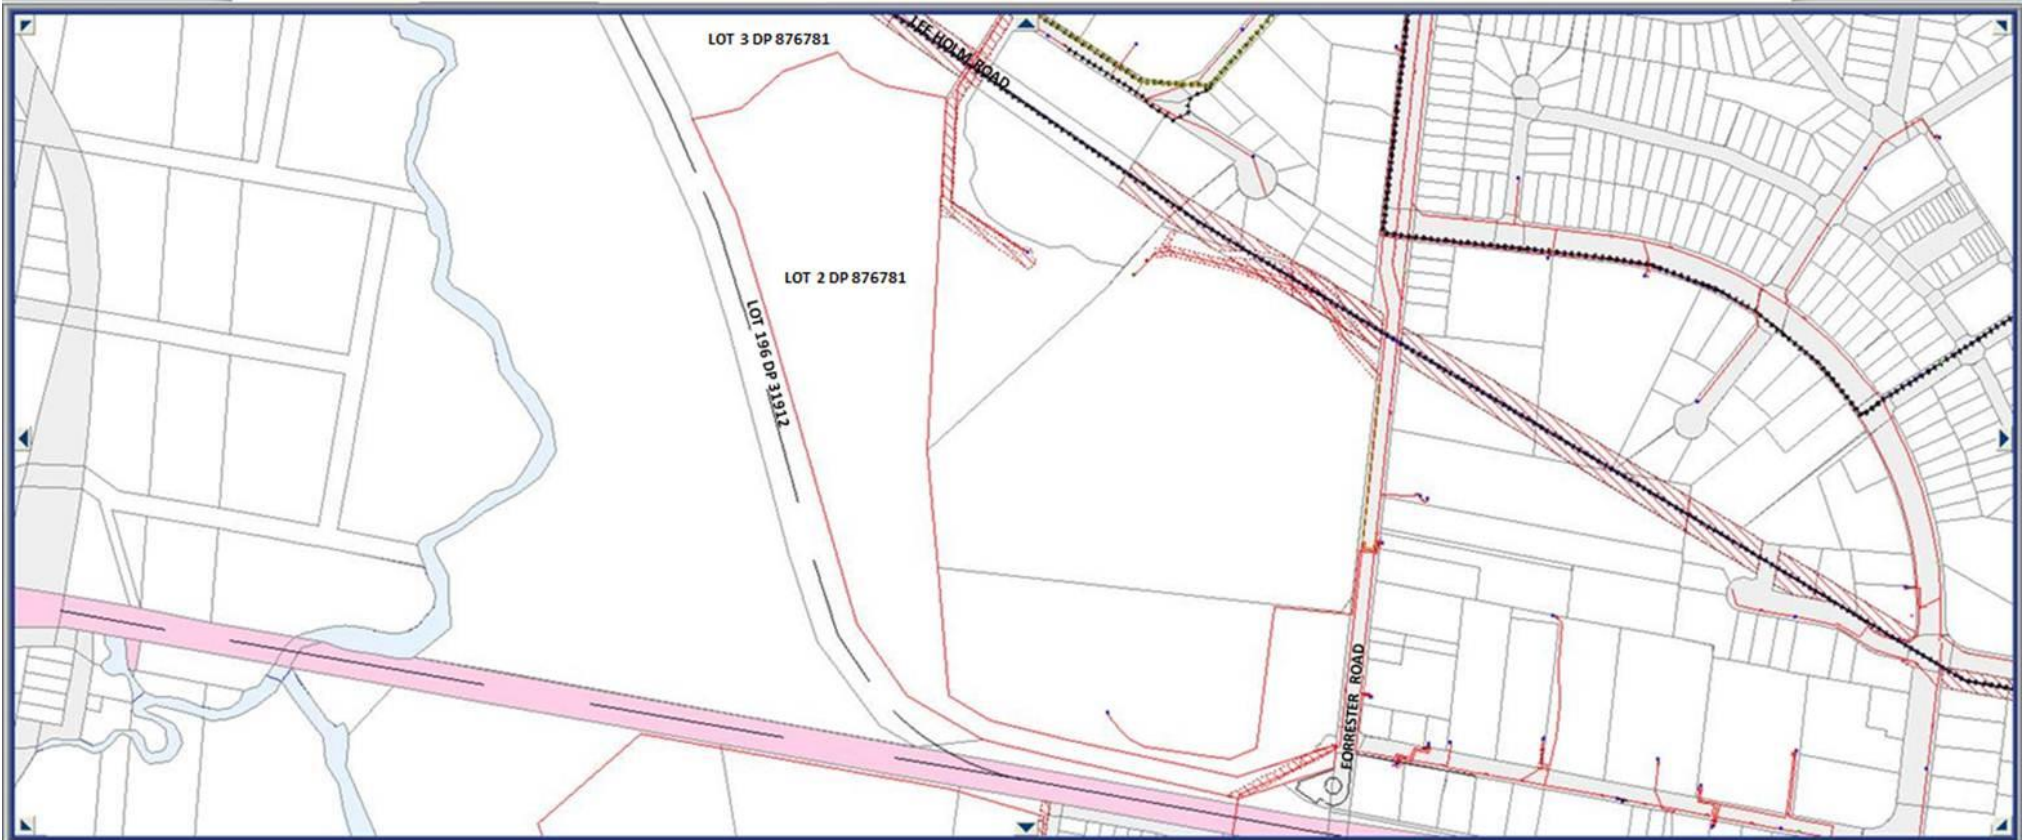 LOT 3 DP 876781
LEE HOLM ROAD
LOT 2 DP 876781
LOT 196 DP 31912
FORRESTER ROAD